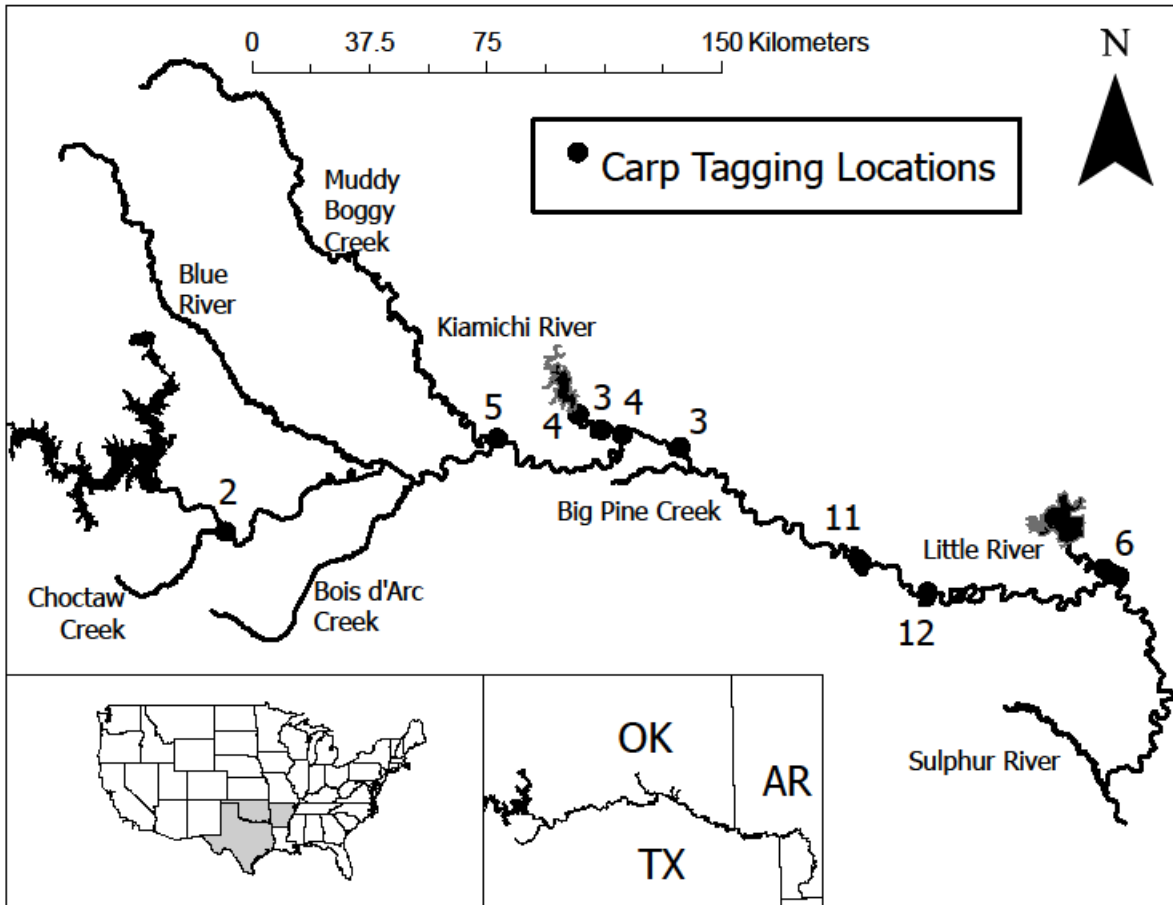 0 37.5 75 150 Kilometers
N
Carp Tagging Locations
Muddy
Boggy
Creek
Blue
River
Kiamichi River
5
4
3
4
3
2
Big Pine Creek
11
Little River
6
Choctaw
Creek
Bois d'Arc
Creek
12
Sulphur River
OK
AR
TX